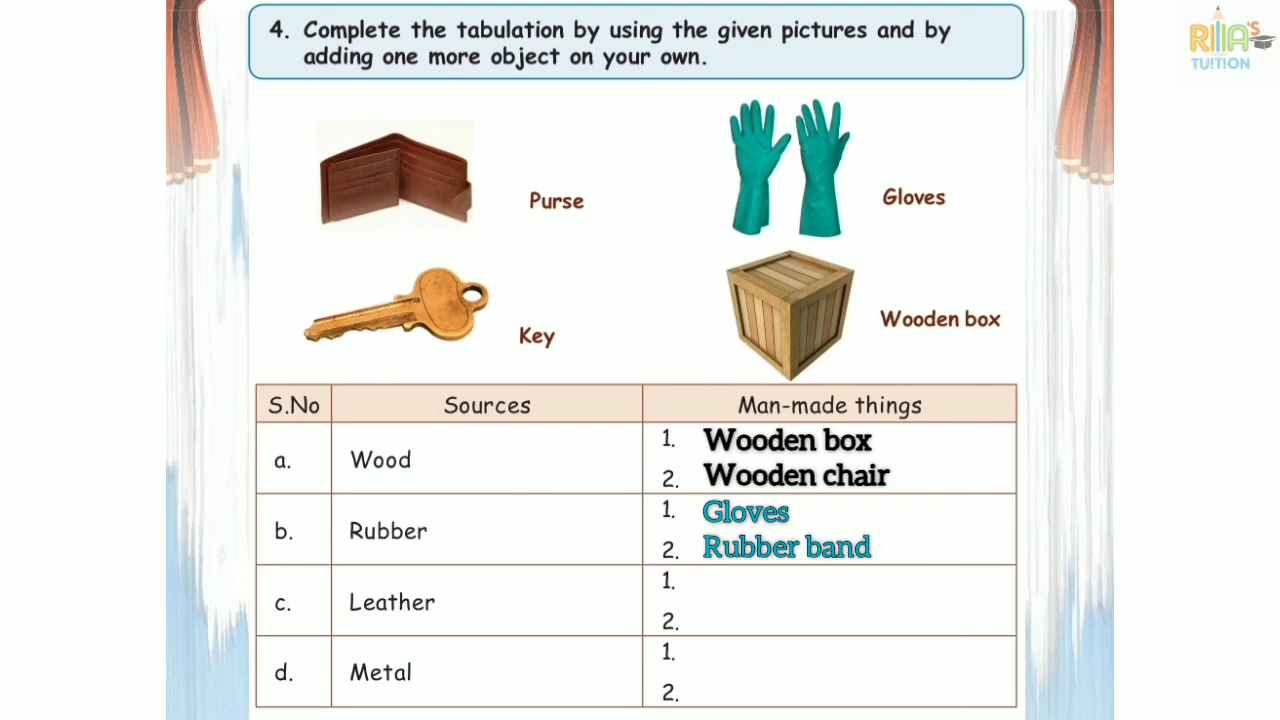 4. Complete the tabulation by using the given pictures and by
adding one more object on your own.
RIIA'S
TU!T!ON
Purse
Gloves
Key
Wooden box
S.No Sources Man-made things
a. Wood 1. Wooden box
2. Wooden chair
b. Rubber 1. Gloves
2. Rubber band
c. Leather 1.
2.
d. Metal 1.
2.